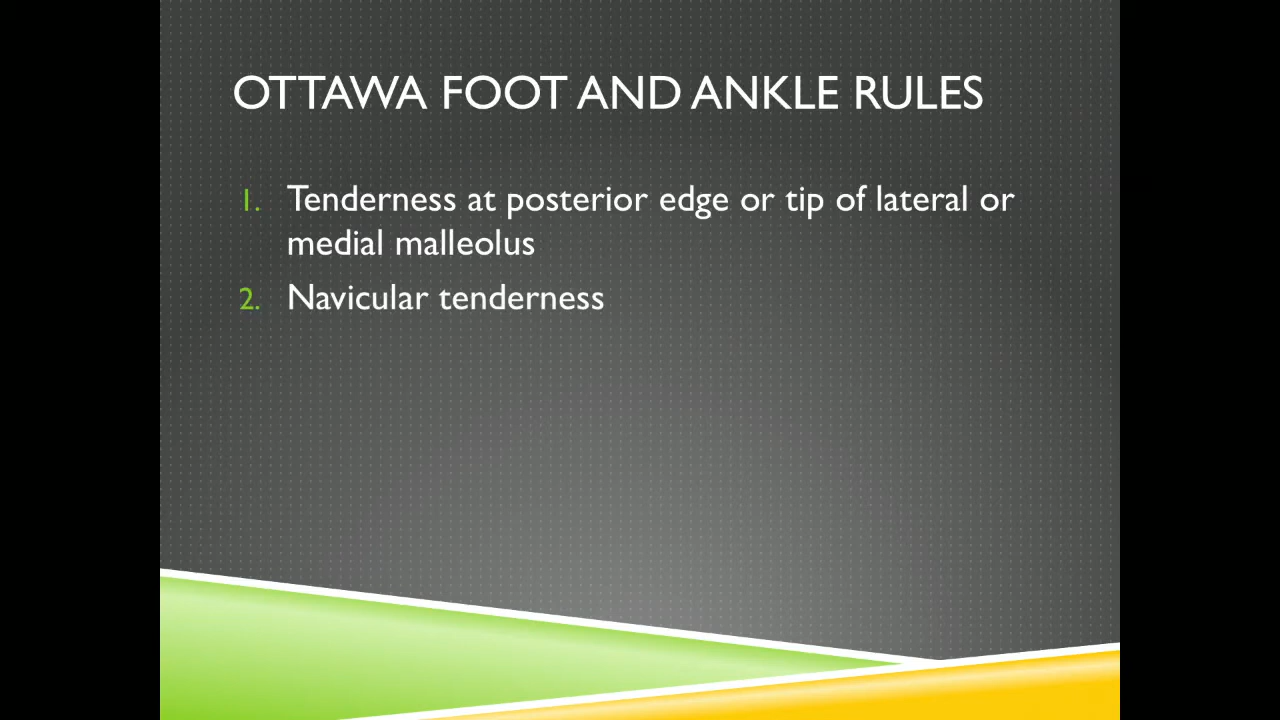 OTTAWA FOOT AND ANKLE RULES
1. Tenderness at posterior edge or tip of lateral or
medial malleolus
2. Navicular tenderness